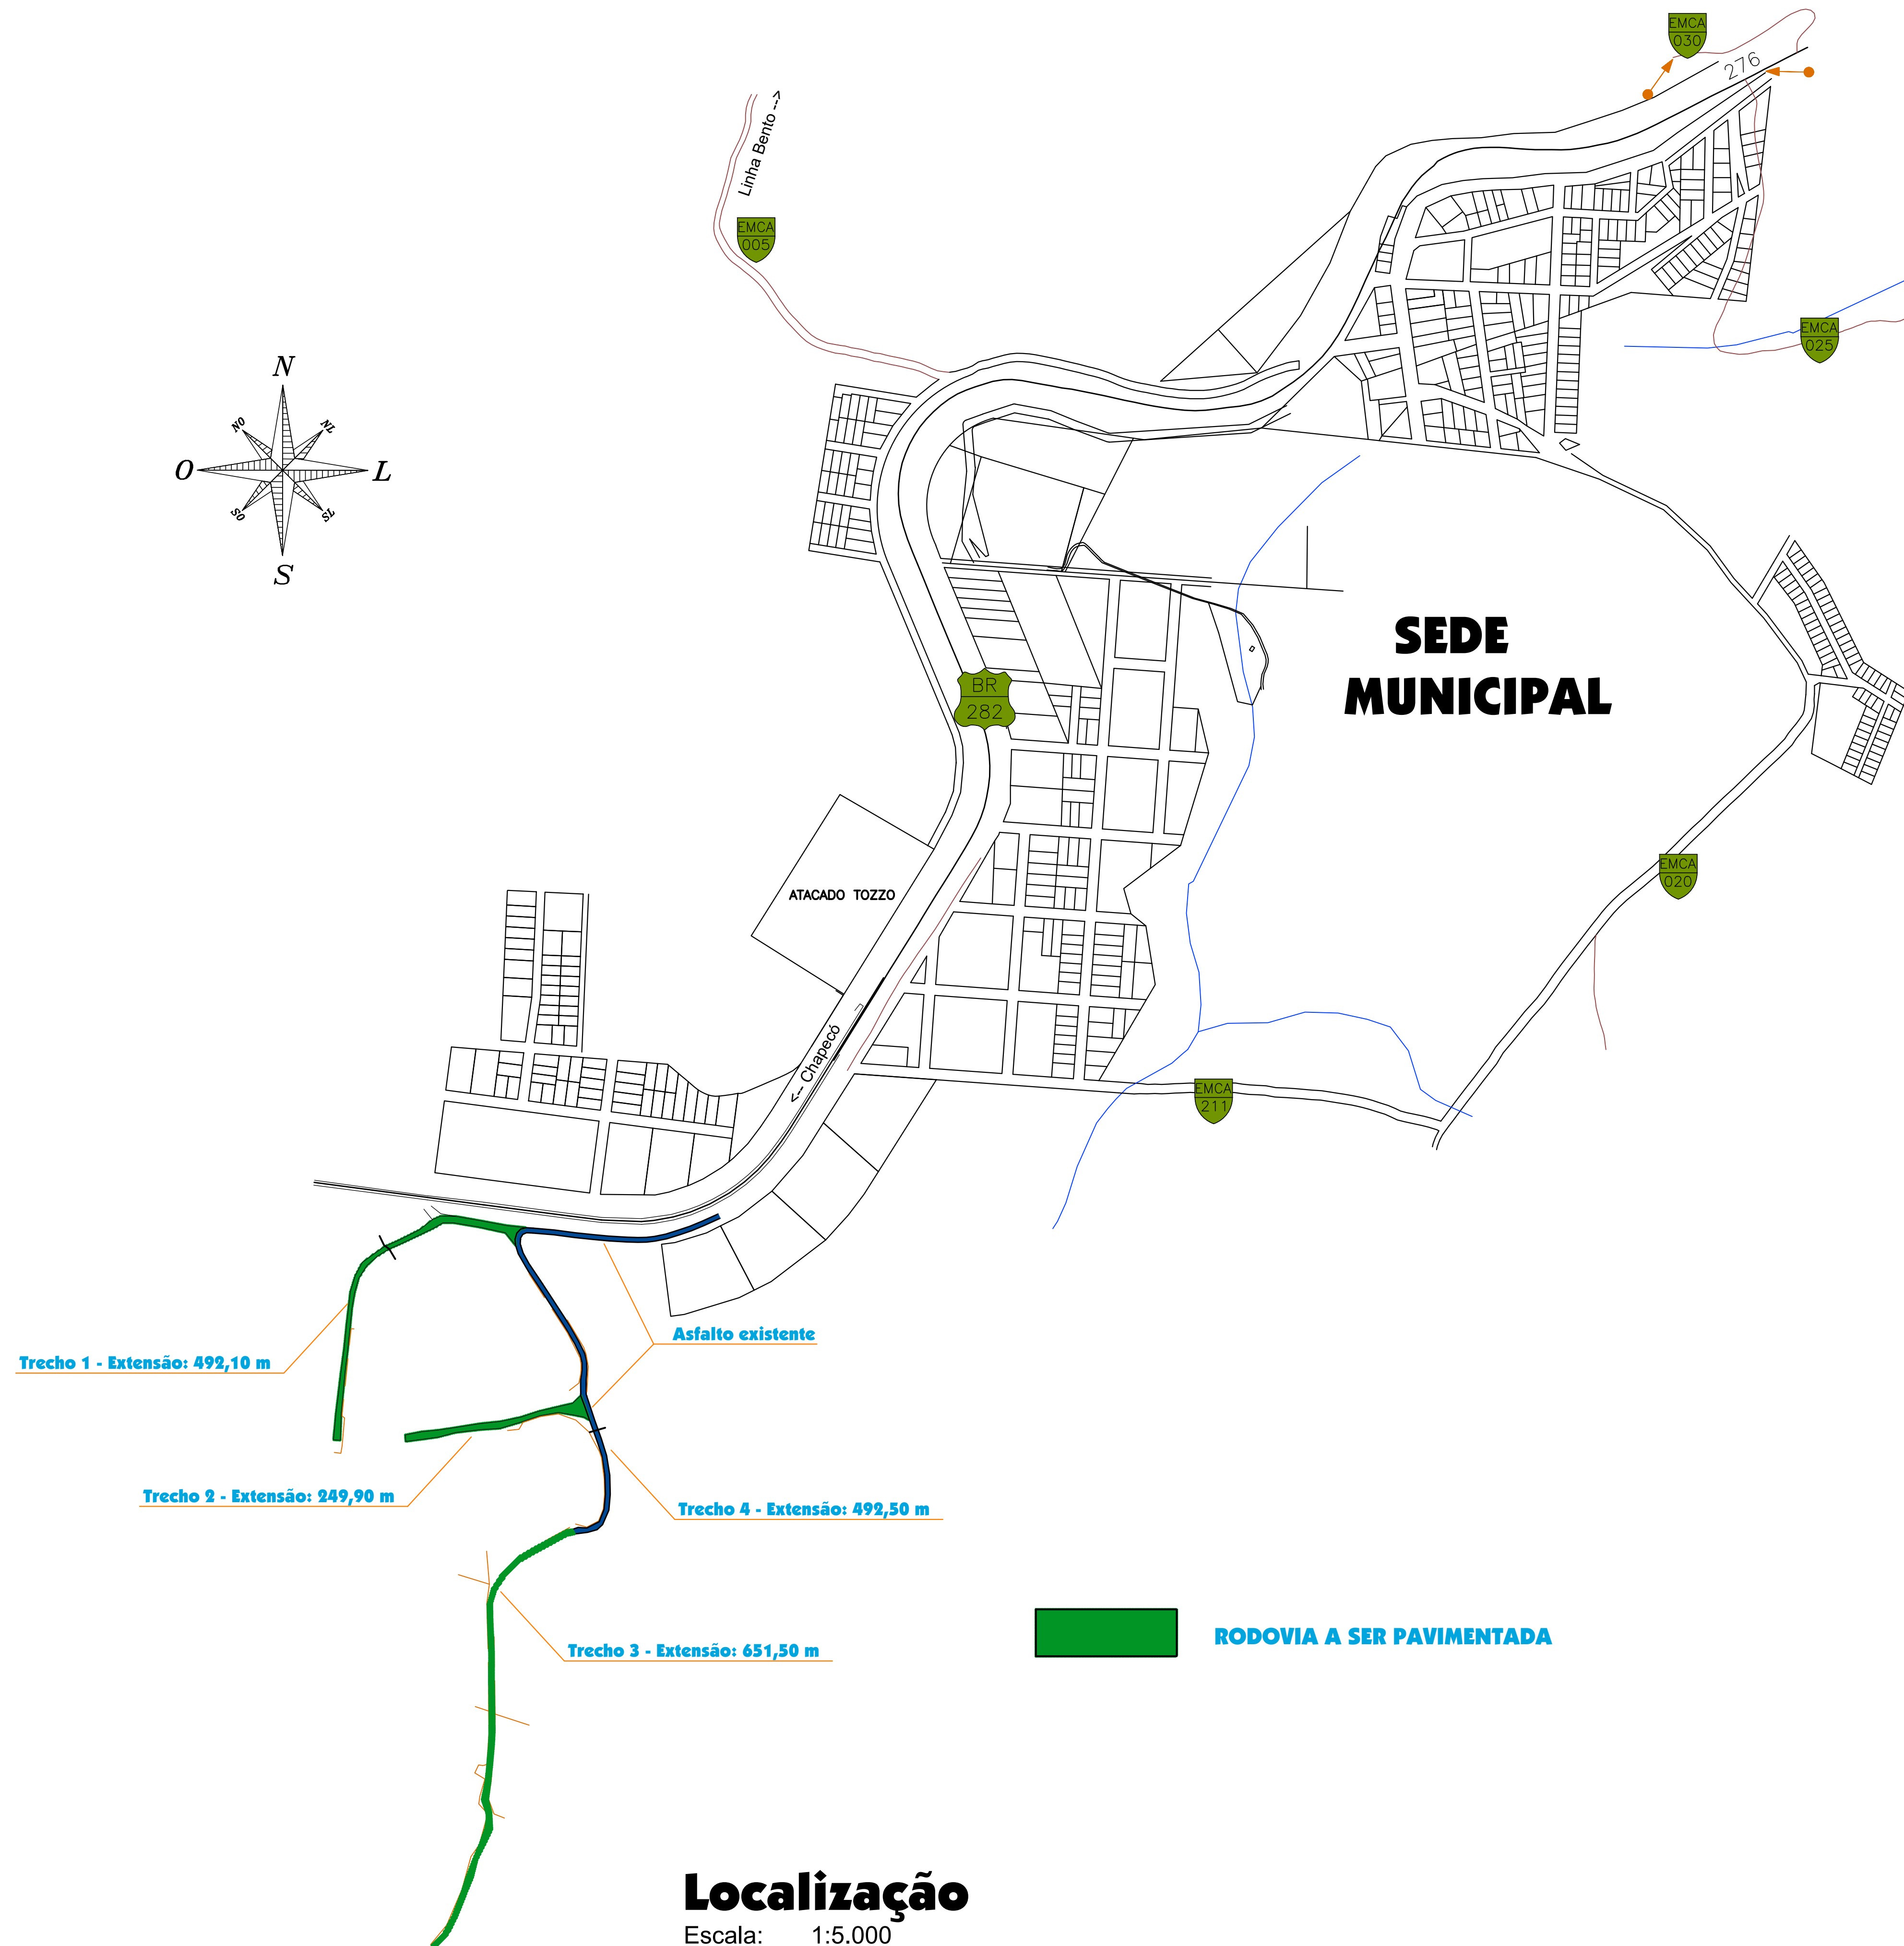 EMCA
030
276
Linha Bento -->
EMCA
005
EMCA
025
N
NO
NL
O
L
SO
SL
S
SEDE
MUNICIPAL
BR
282
EMCA
020
ATACADO TOZZO
<-- Chapecó
EMCA
211
Asfalto existente
Trecho 1 - Extensão: 492,10 m
Trecho 2 - Extensão: 249,90 m
Trecho 4 - Extensão: 492,50 m
Trecho 3 - Extensão: 651,50 m
RODOVIA A SER PAVIMENTADA
Localização
Escala: 1:5.000